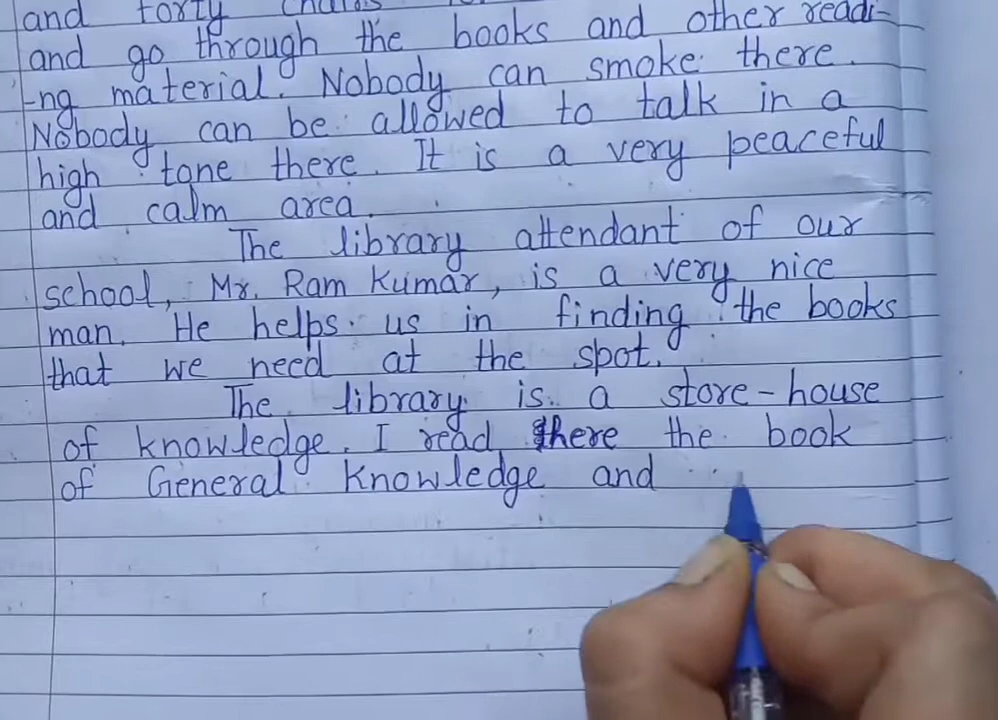 and forty chairs
and go through the books and other readi-
-ng material. Nobody can smoke there.
Nobody can be allowed to talk in a
high tone there. It is a very peaceful
and calm area.
The library attendant of our
school, Mr. Ram Kumar, is a very nice
man. He helps us in finding the books
that we need at the spot.
The library is a store-house
of knowledge. I read there the book
of General Knowledge and